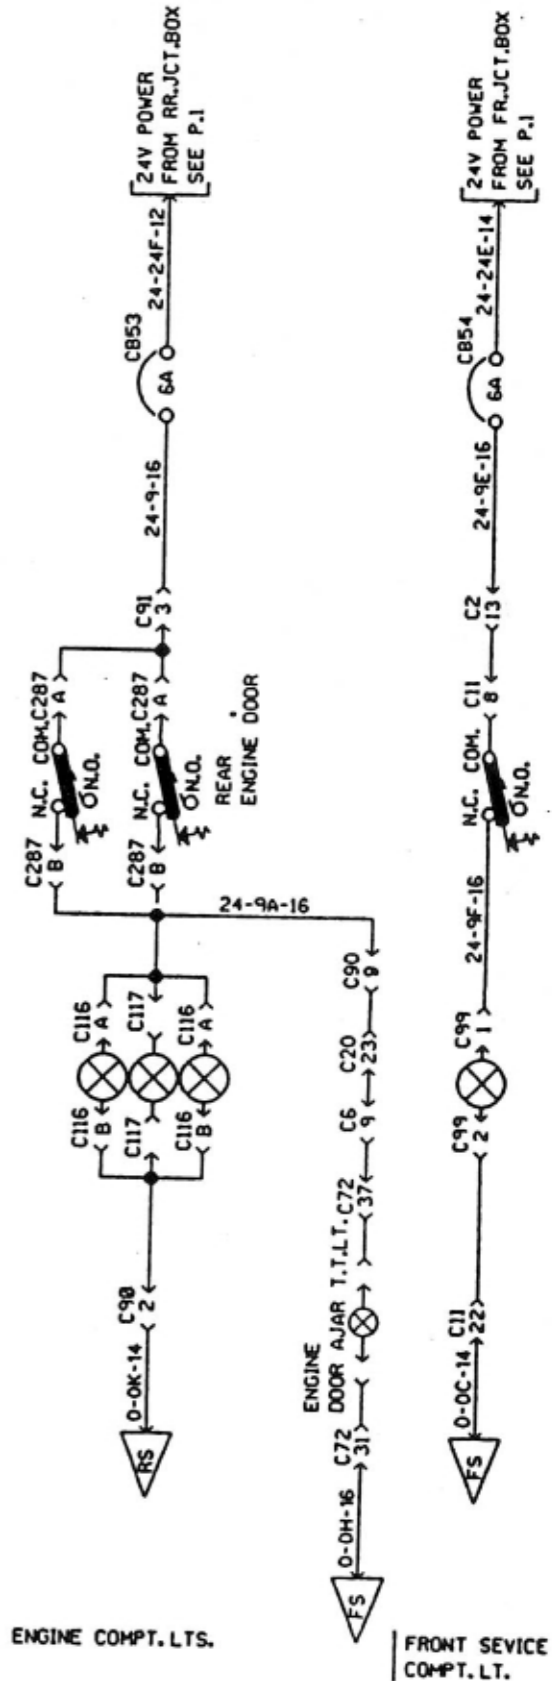 24V POWER
FROM RR.JCT.BOX
SEE P.1
24-24F-12
CB53
6A
24-9-16
C91
3
C287
A
COM.
N.C.
N.O.
C287
B
C287
A
COM.
N.C.
N.O.
C287
B
REAR
ENGINE DOOR
24-9A-16
C116
A
C117
C116
A
C116
B
C117
C116
B
C90
2
0-0K-14
RS
C90
9
C20
23
C6
9
C72
37
ENGINE
DOOR AJAR T.T.LT.
C72
31
0-0H-16
FS
ENGINE COMPT.LTS.
24V POWER
FROM FR.JCT.BOX
SEE P.1
24-24E-14
CB54
6A
24-9E-16
C2
13
C11
8
COM.
N.C.
N.O.
24-9F-16
C99
1
C99
2
C11
22
0-0C-14
FS
FRONT SEVICE
COMPT.LT.